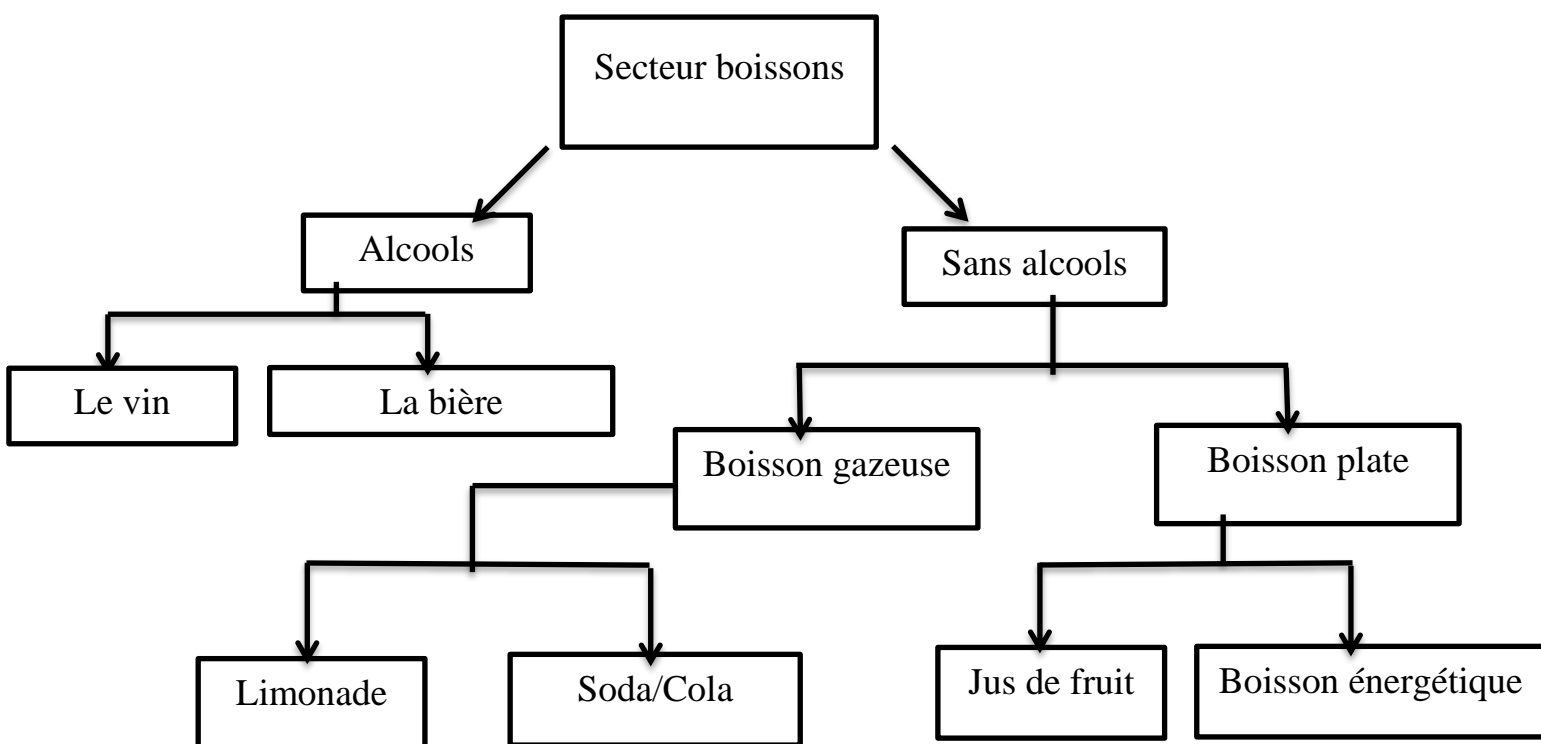 Secteur boissons
Alcools
Sans alcools
Le vin
La bière
Boisson gazeuse
Boisson plate
Limonade
Soda/Cola
Jus de fruit
Boisson énergétique